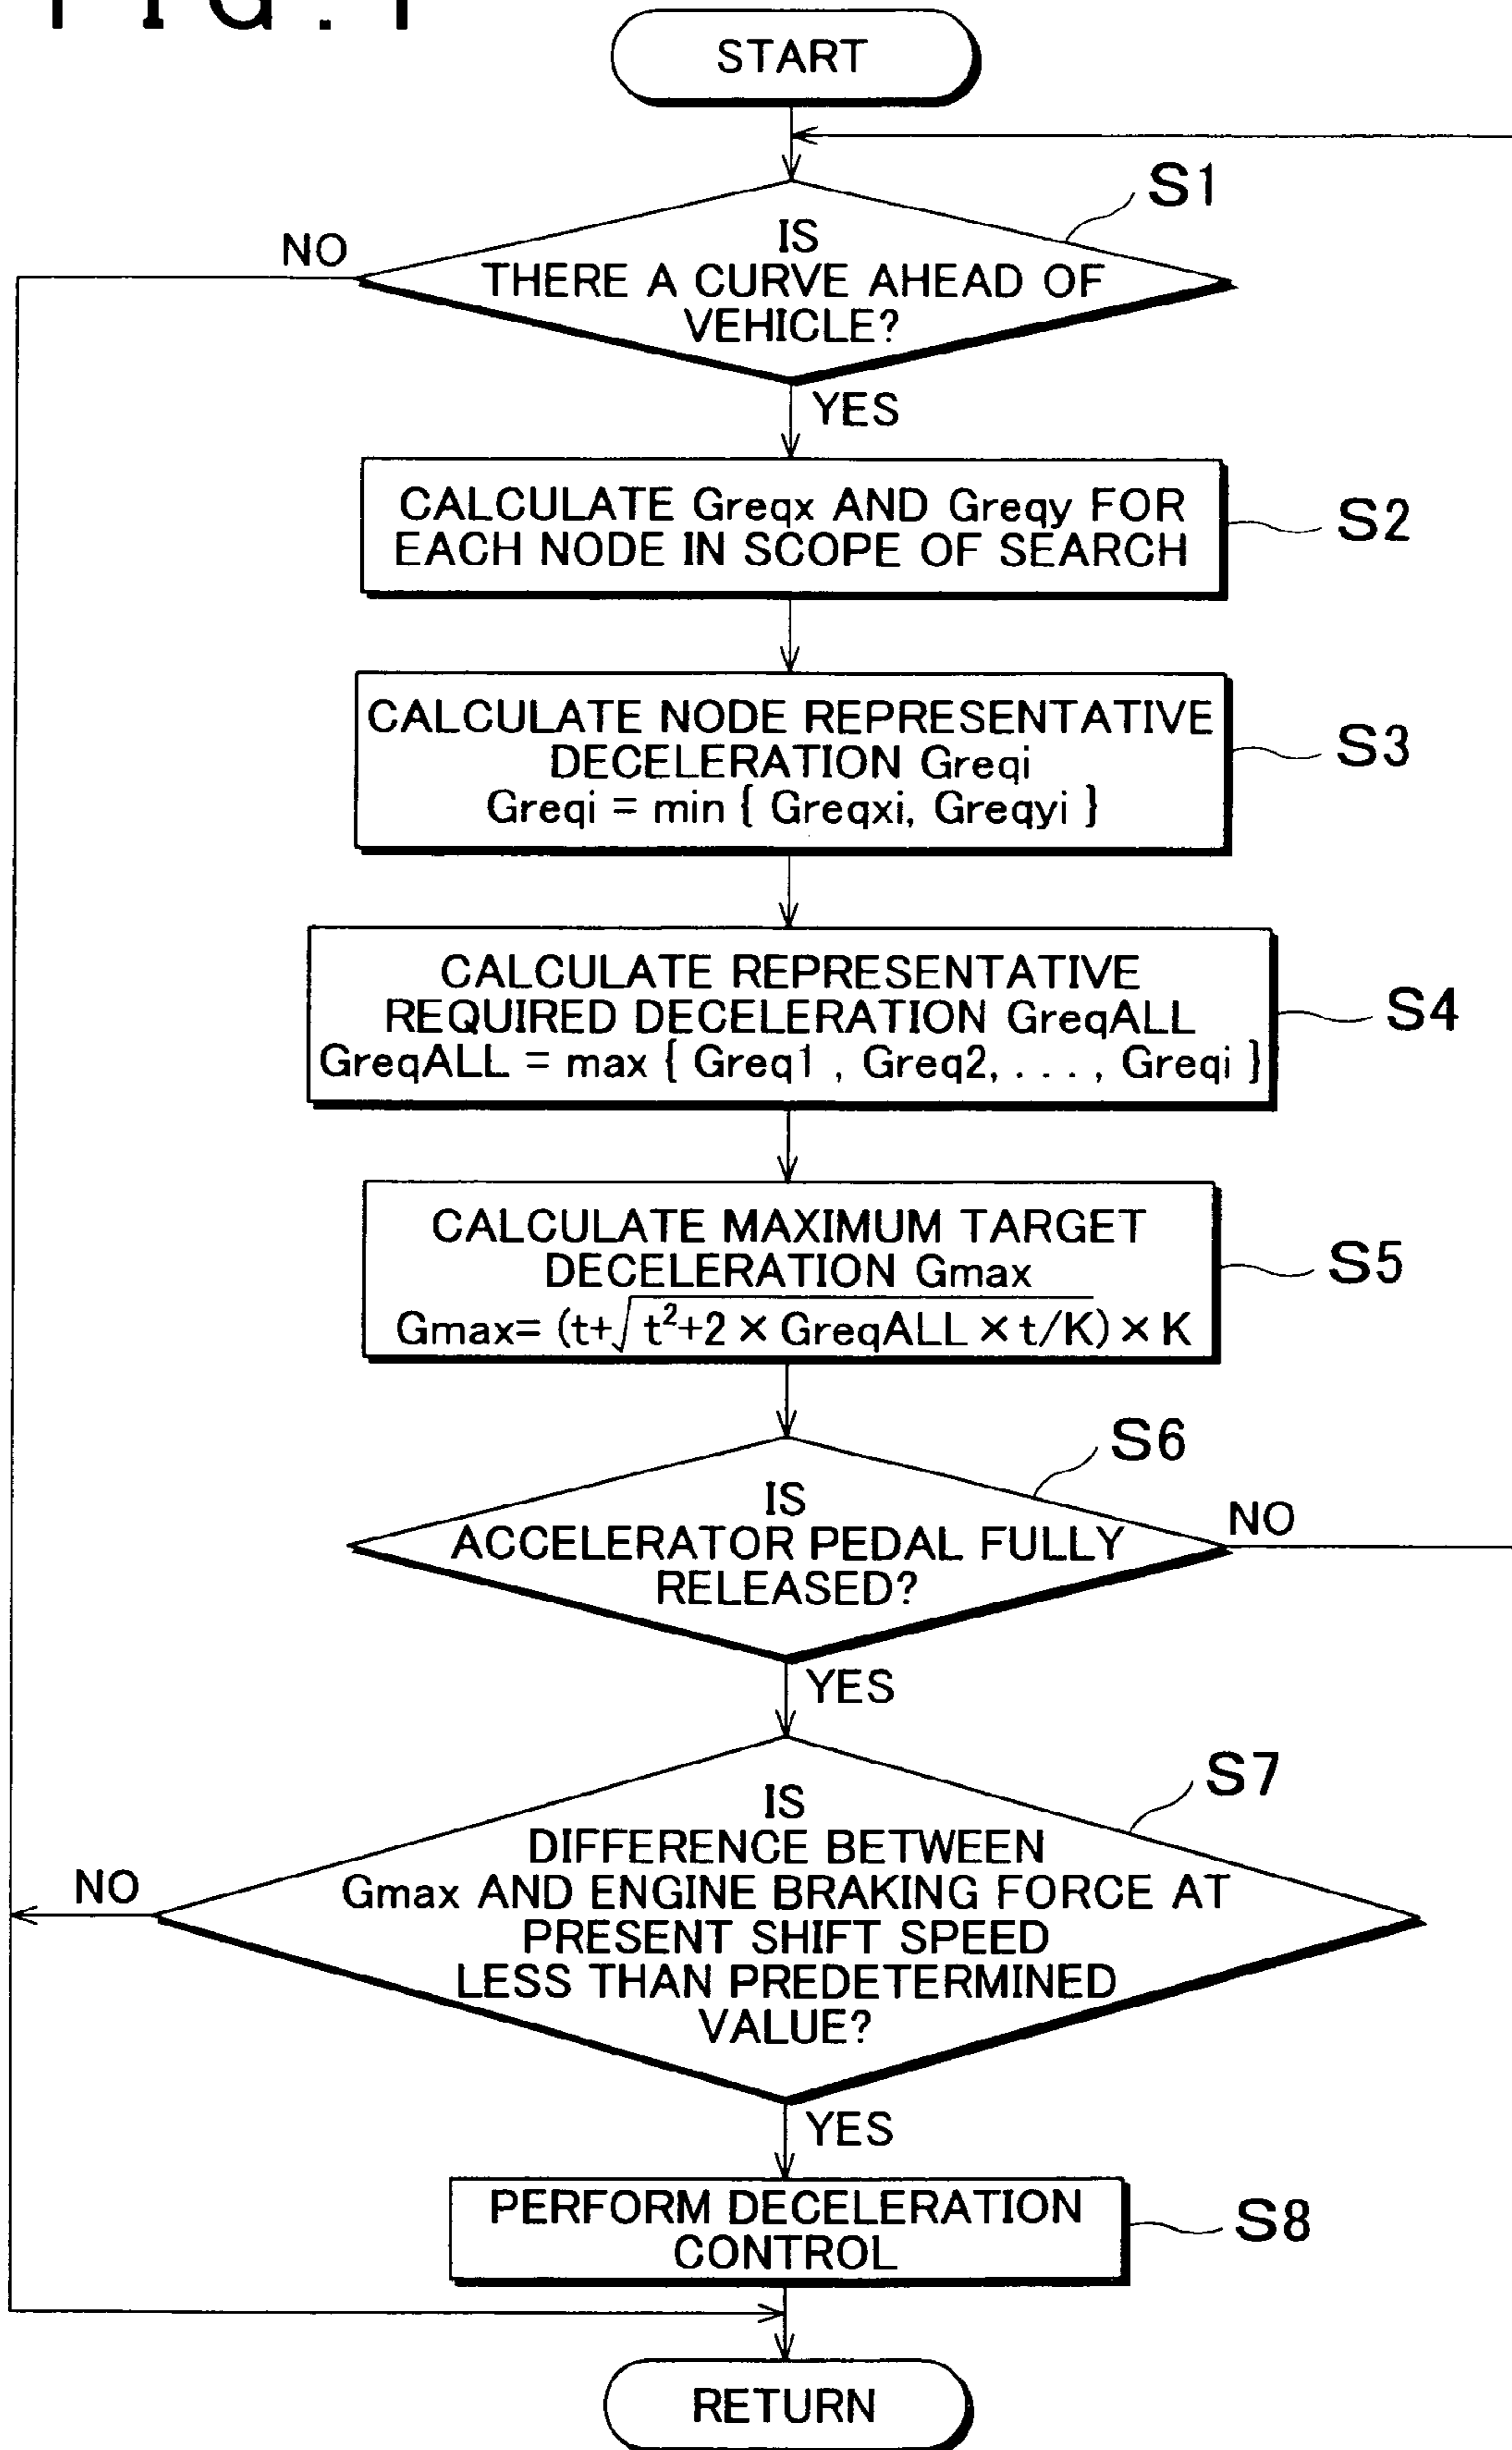 FIG.1
START
S1
NO
IS
THERE A CURVE AHEAD OF
VEHICLE?
YES
CALCULATE Greqx AND Greqy FOR
EACH NODE IN SCOPE OF SEARCH
S2
CALCULATE NODE REPRESENTATIVE
DECELERATION Greqi
Greqi = min { Greqxi, Greqyi }
S3
CALCULATE REPRESENTATIVE
REQUIRED DECELERATION GreqALL
GreqALL = max { Greq1 , Greq2, . . . , Greqi }
S4
CALCULATE MAXIMUM TARGET
DECELERATION Gmax
Gmax= (t+√t²+2 × GreqALL × t/K) × K
S5
S6
IS
ACCELERATOR PEDAL FULLY
RELEASED?
NO
YES
S7
IS
DIFFERENCE BETWEEN
Gmax AND ENGINE BRAKING FORCE AT
PRESENT SHIFT SPEED
LESS THAN PREDETERMINED
VALUE?
NO
YES
PERFORM DECELERATION
CONTROL
S8
RETURN